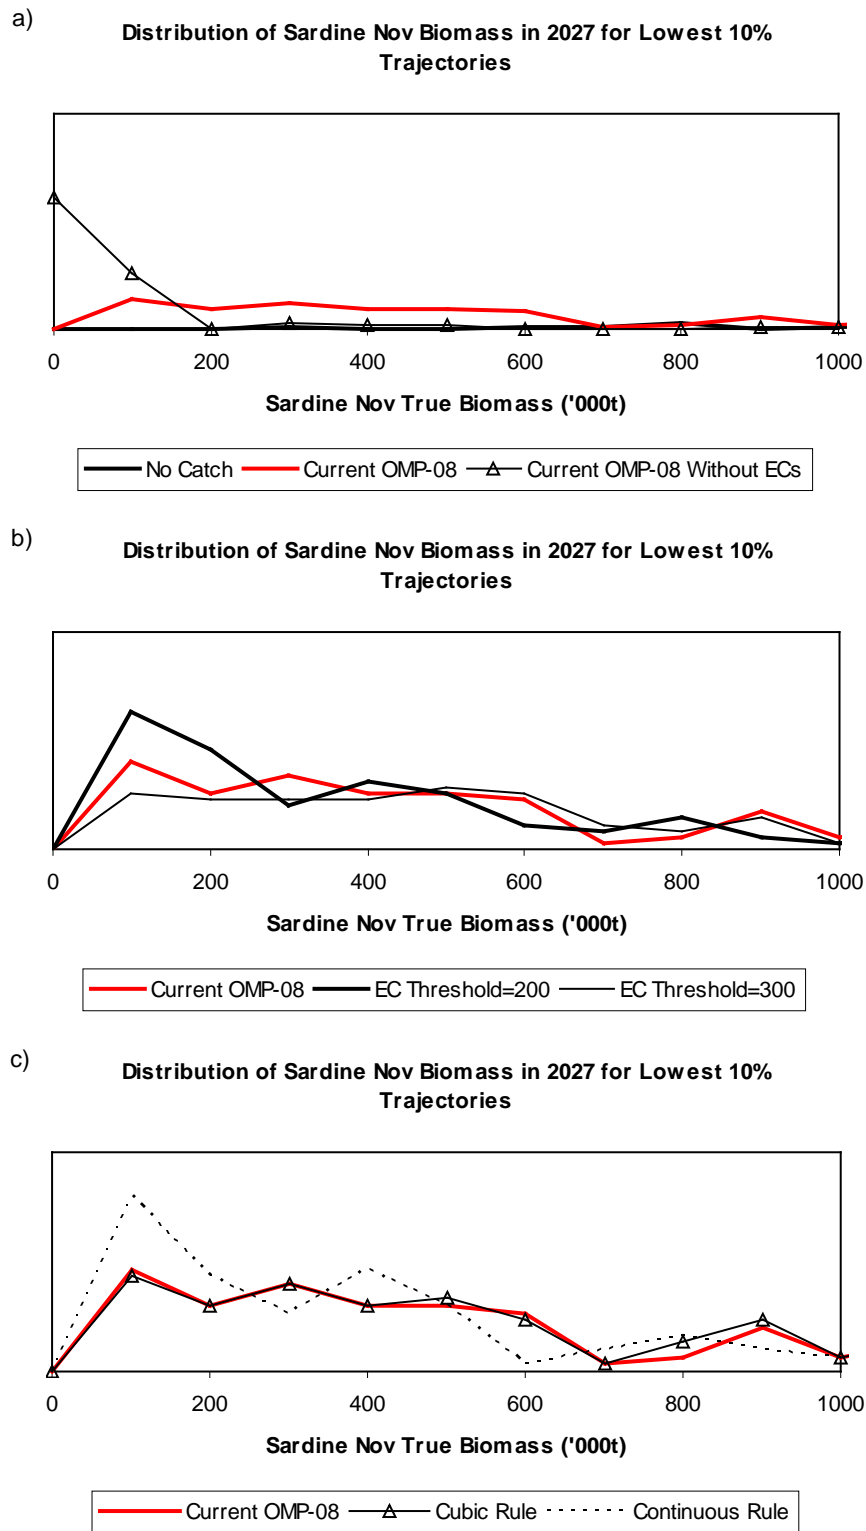 a)
Distribution of Sardine Nov Biomass in 2027 for Lowest 10%
Trajectories
0 200 400 600 800 1000
Sardine Nov True Biomass ('000t)
No Catch Current OMP-08 Current OMP-08 Without ECs
b)
Distribution of Sardine Nov Biomass in 2027 for Lowest 10%
Trajectories
0 200 400 600 800 1000
Sardine Nov True Biomass ('000t)
Current OMP-08 EC Threshold=200 EC Threshold=300
c)
Distribution of Sardine Nov Biomass in 2027 for Lowest 10%
Trajectories
0 200 400 600 800 1000
Sardine Nov True Biomass ('000t)
Current OMP-08 Cubic Rule Continuous Rule